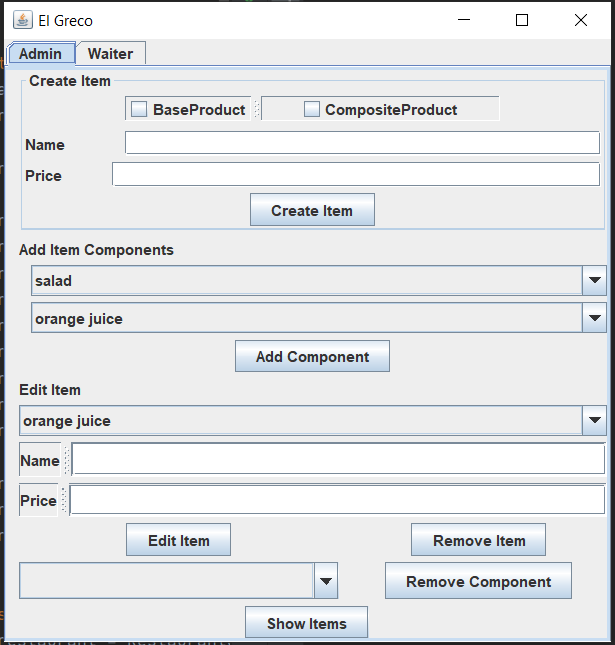 El Greco
Admin Waiter
Create Item
BaseProduct CompositeProduct
Name
Price
Create Item
Add Item Components
salad
orange juice
Add Component
Edit Item
orange juice
Name
Price
Edit Item Remove Item
Remove Component
Show Items